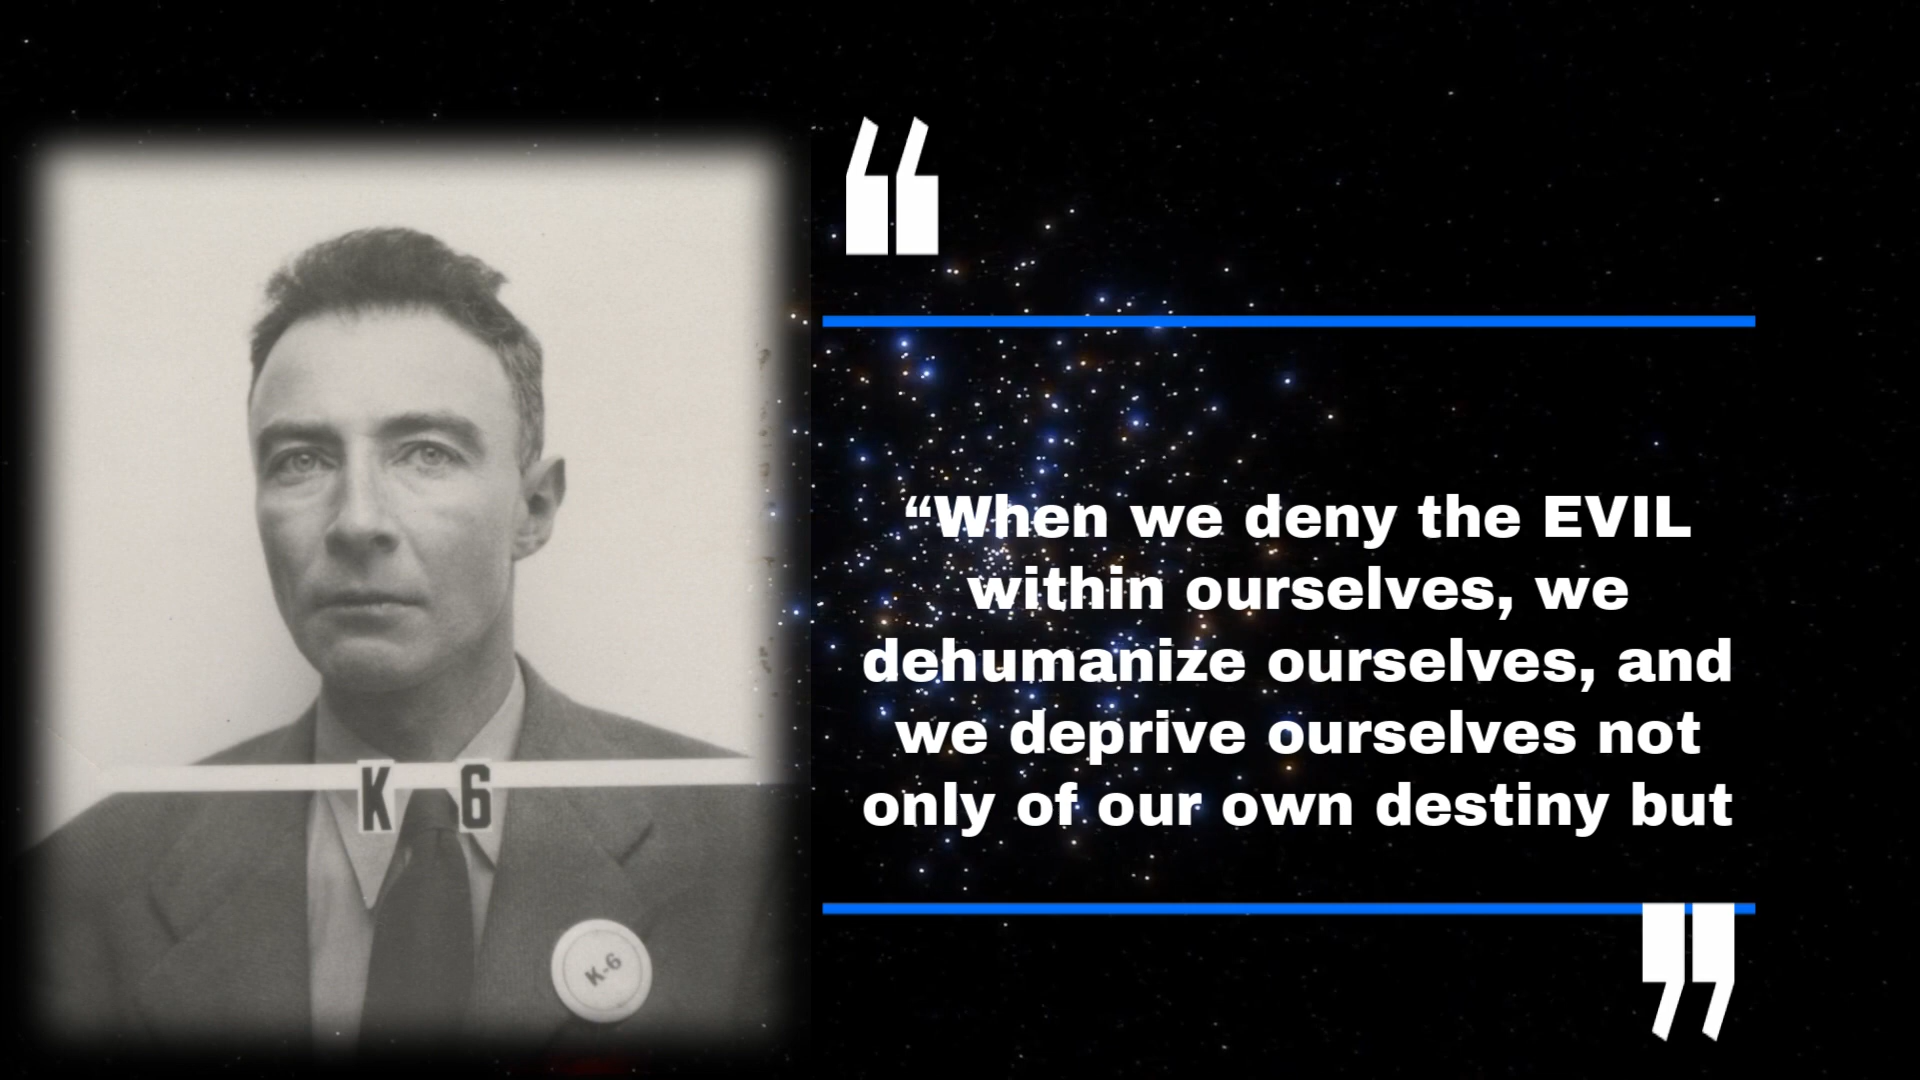 “When we deny the EVIL
within ourselves, we
dehumanize ourselves, and
we deprive ourselves not
only of our own destiny but
K 6
K-6